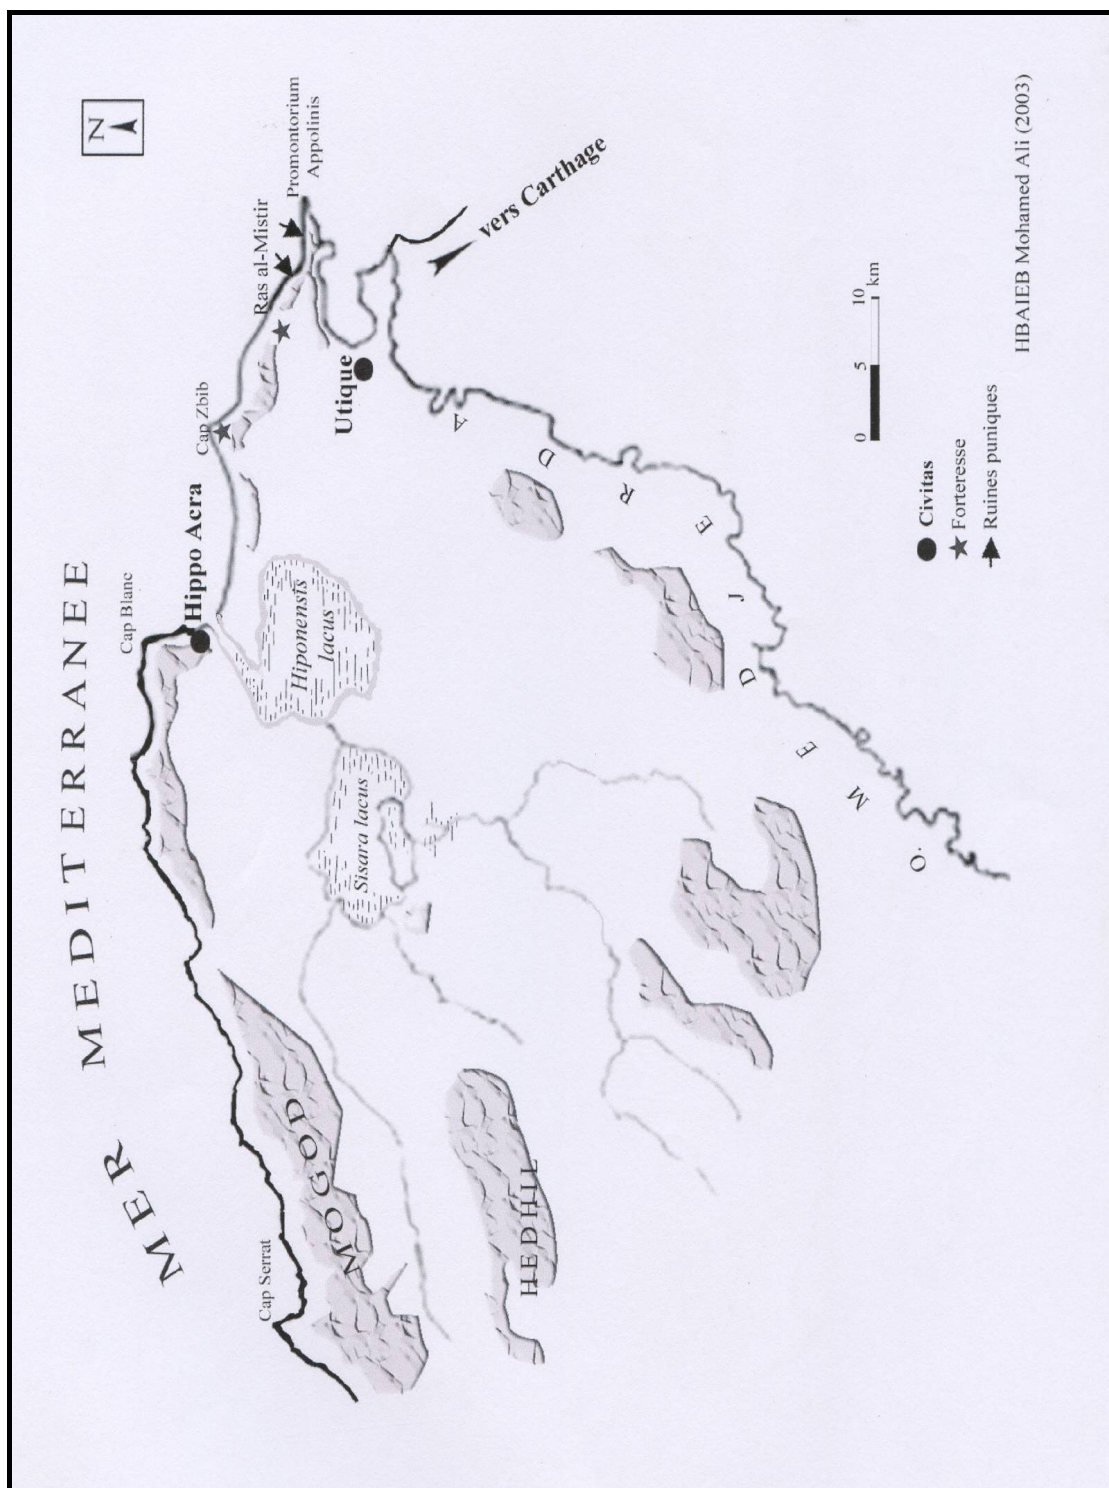 MER MEDITERRANEE
N
Cap Serrat
Cap Blanc
Hippo Acra
Cap Zbib
Ras al-Mistir
Promontorium
Appolinis
MOGOD
Hiponensis
lacus
Sisara lacus
Utique
vers Carthage
HEDHIL
O. MEDJERDA
0 5 10
km
Civitas
Forteresse
Ruines puniques
HBAIEB Mohamed Ali (2003)